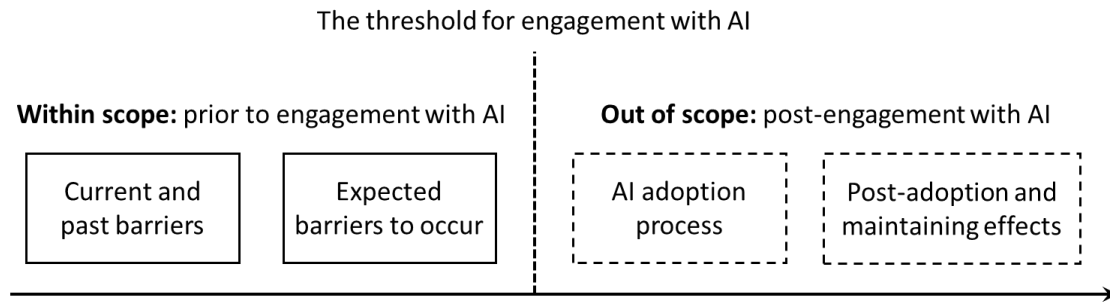 The threshold for engagement with AI
Within scope: prior to engagement with AI
Out of scope: post-engagement with AI
Current and
past barriers
Expected
barriers to occur
AI adoption
process
Post-adoption and
maintaining effects